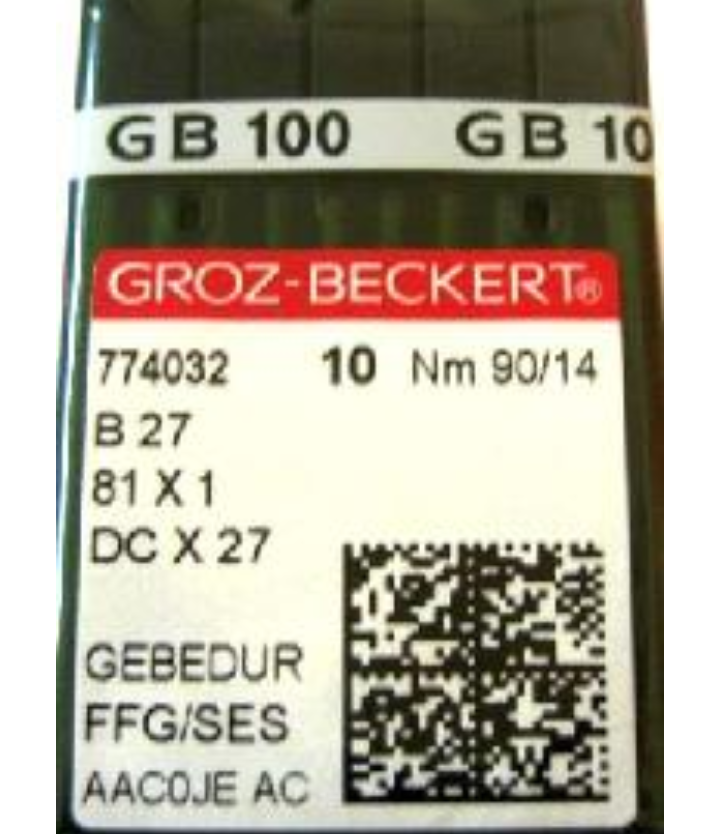 GB 100 GB 10
GROZ-BECKERT®
774032 10 Nm 90/14
B 27
81 X 1
DC X 27
GEBEDUR
FFG/SES
AAC0JE AC